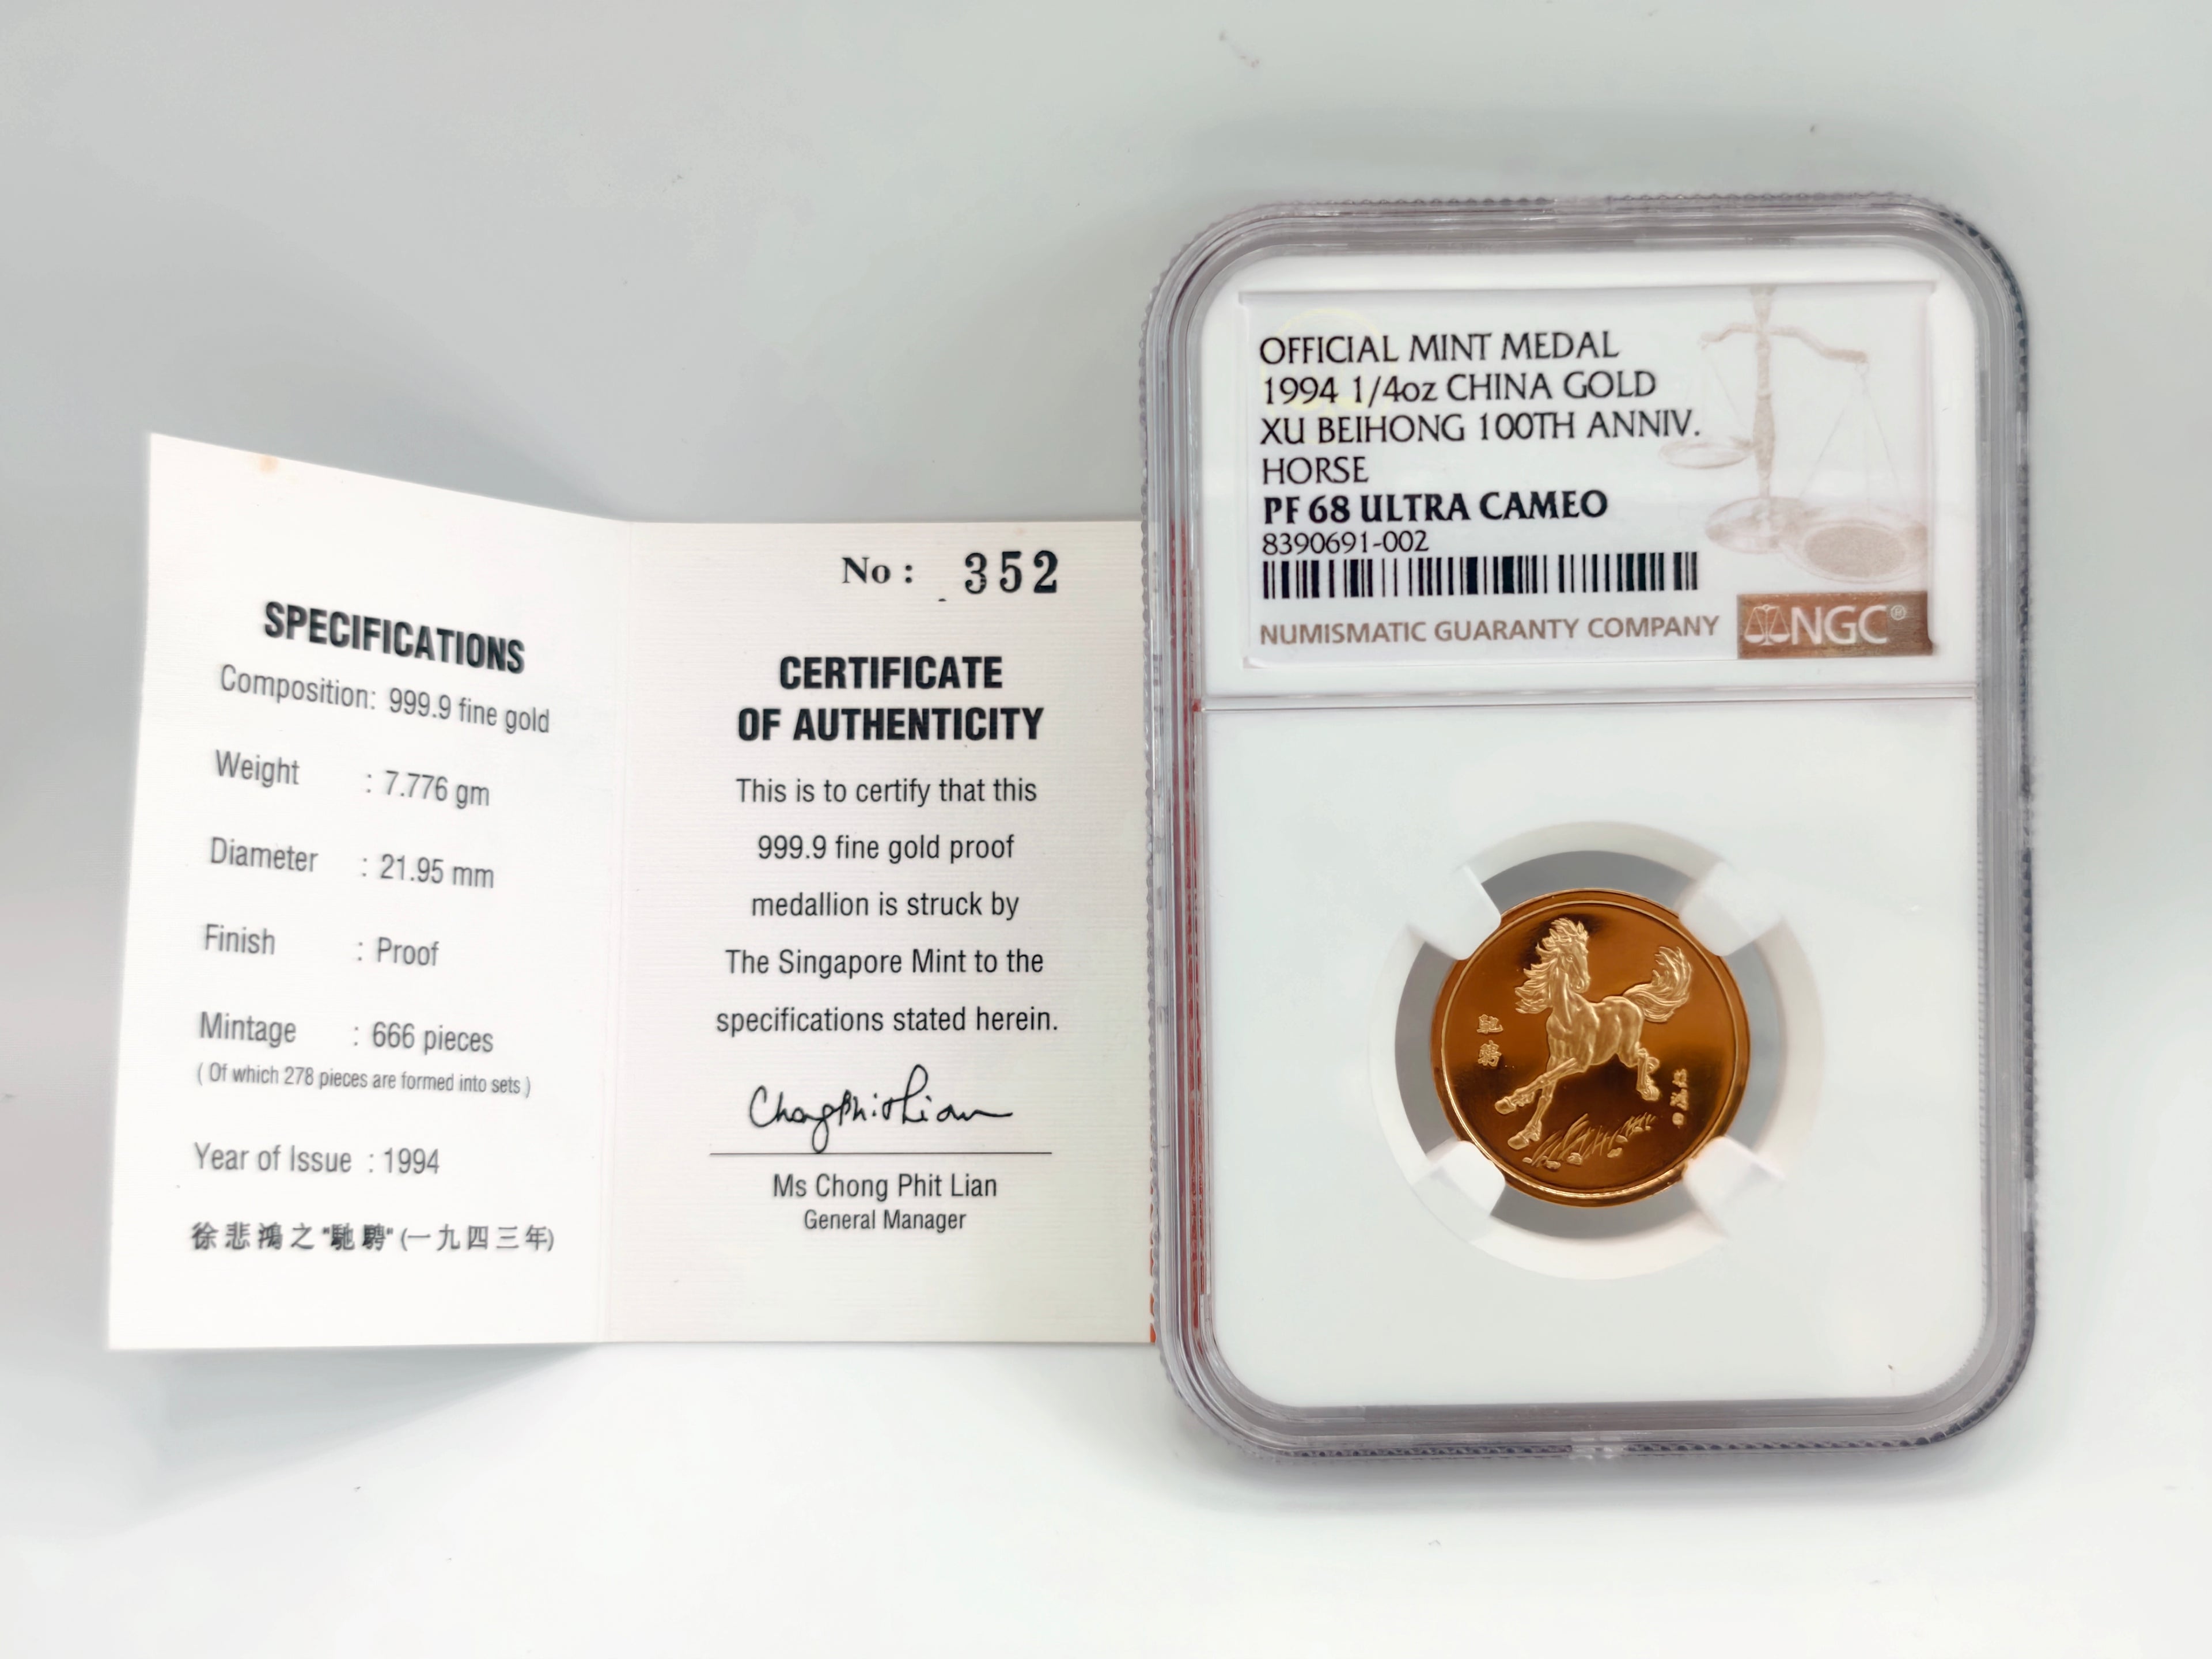 SPECIFICATIONS
Composition: 999.9 fine gold
Weight : 7.776 gm
Diameter : 21.95 mm
Finish : Proof
Mintage : 666 pieces
( Of which 278 pieces are formed into sets )
Year of Issue : 1994
徐悲鴻之"馳騁"(一九四三年)
No : 352
CERTIFICATE
OF AUTHENTICITY
This is to certify that this
999.9 fine gold proof
medallion is struck by
The Singapore Mint to the
specifications stated herein.
Chong Phit Lian
Ms Chong Phit Lian
General Manager
OFFICIAL MINT MEDAL
1994 1/4oz CHINA GOLD
XU BEIHONG 100TH ANNIV.
HORSE
PF 68 ULTRA CAMEO
8390691-002
NUMISMATIC GUARANTY COMPANY
NGC®
馳
騁